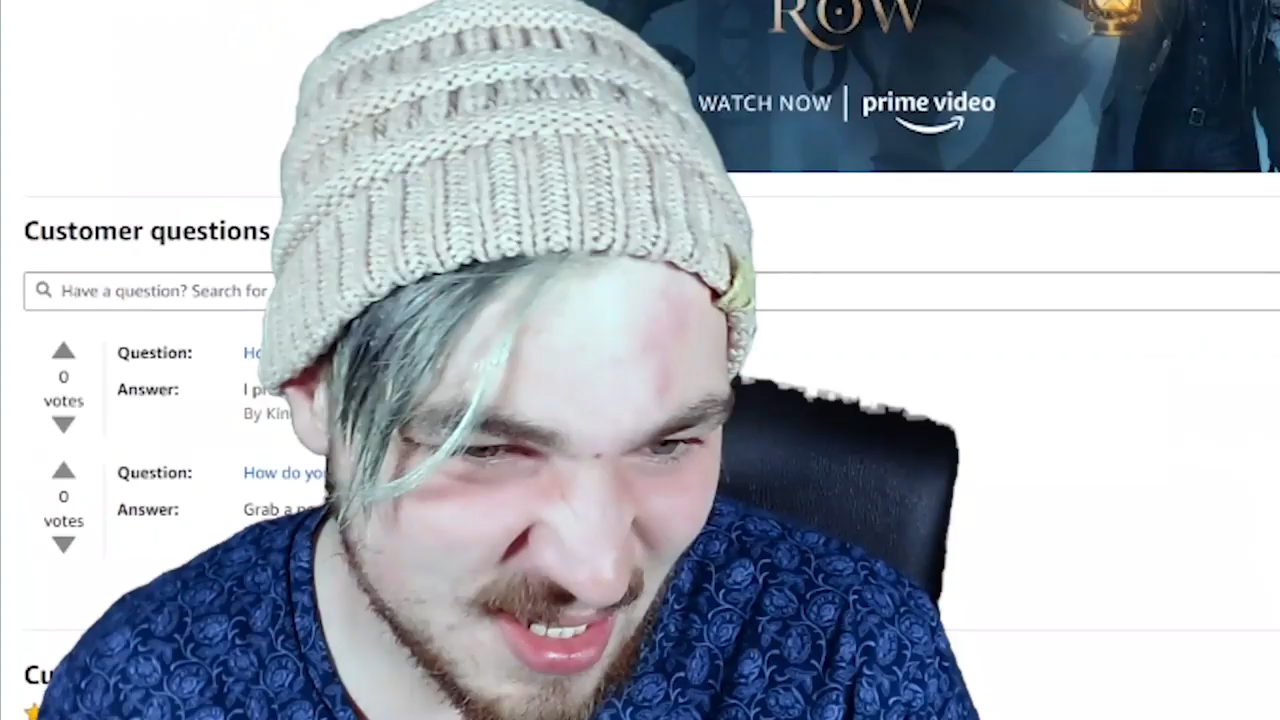 ROW
WATCH NOW | prime video
Customer questions
Have a question? Search for
0
votes
Question:
Answer:
I
By
0
votes
Question:
How do
Answer:
Grab a